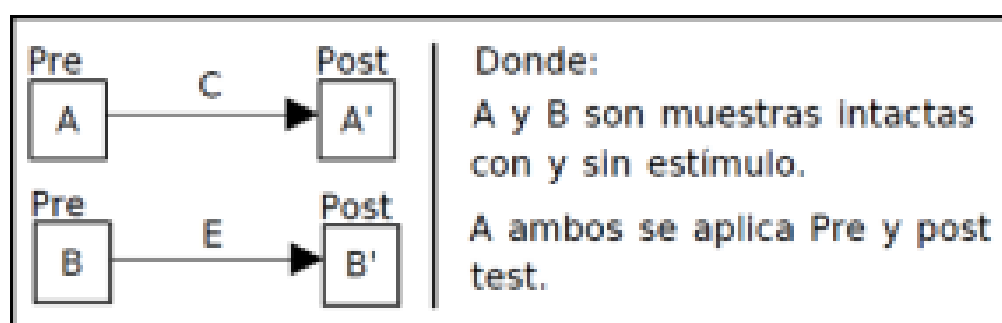 Pre
Post
C
A
A'
Pre
Post
E
B
B'
Donde:
A y B son muestras intactas
con y sin estímulo.
A ambos se aplica Pre y post
test.